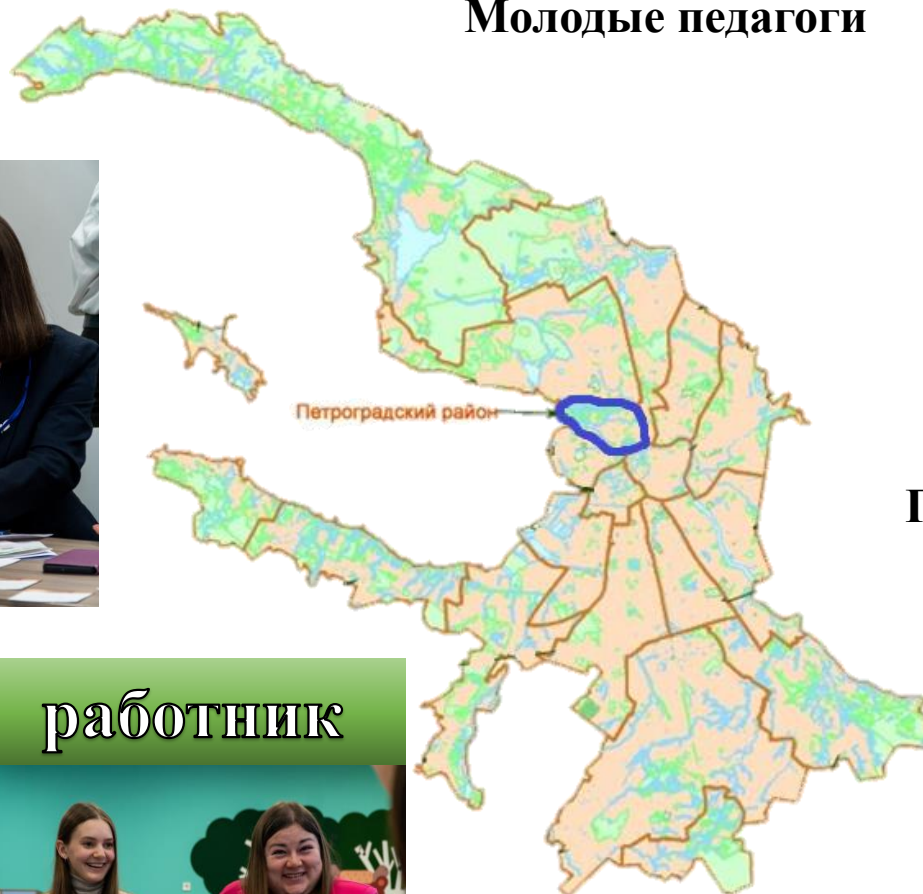 Молодые педагоги
Петроградский район
работник